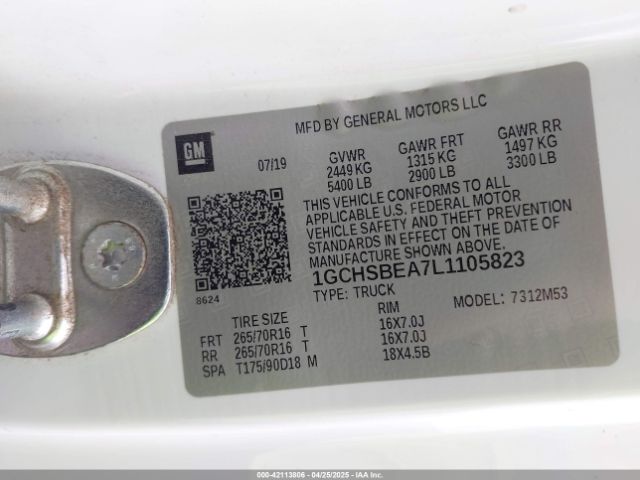 MFD BY GENERAL MOTORS LLC
GM
07/19
GVWR GAWR FRT GAWR RR
2449 KG 1315 KG 1497 KG
5400 LB 2900 LB 3300 LB
THIS VEHICLE CONFORMS TO ALL
APPLICABLE U.S. FEDERAL MOTOR
VEHICLE SAFETY AND THEFT PREVENTION
STANDARDS IN EFFECT ON THE DATE OF
MANUFACTURE SHOWN ABOVE.
8624
1GCHSBEA7L1105823
TYPE: TRUCK MODEL: 7312M53
TIRE SIZE RIM
FRT 265/70R16 T 16X7.0J
RR 265/70R16 T 16X7.0J
SPA T175/90D18 M 18X4.5B
000-42113806 - 04/25/2025 - IAAI.com